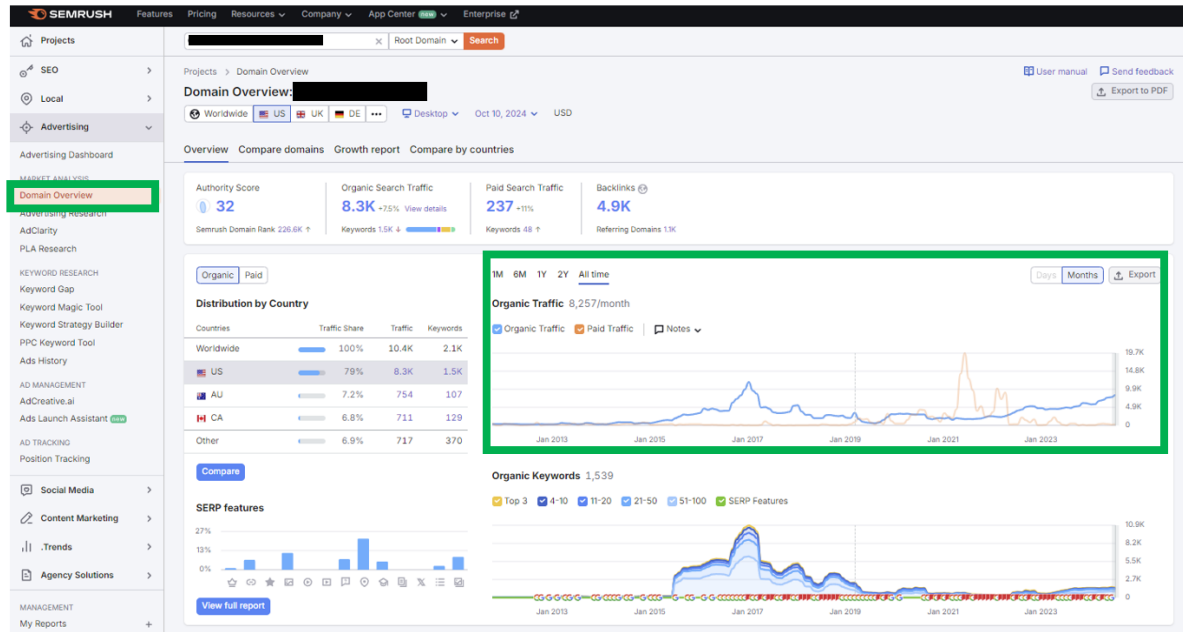 SEMRUSH Features Pricing Resources Company App Center new Enterprise
Projects
Root Domain Search
SEO
Local
Advertising
Advertising Dashboard
MARKET ANALYSIS
Domain Overview
Advertising Research
AdClarity
PLA Research
KEYWORD RESEARCH
Keyword Gap
Keyword Magic Tool
Keyword Strategy Builder
PPC Keyword Tool
Ads History
AD MANAGEMENT
AdCreative.ai
Ads Launch Assistant new
AD TRACKING
Position Tracking
Social Media
Content Marketing
.Trends
Agency Solutions
MANAGEMENT
My Reports +
Projects > Domain Overview
User manual Send feedback
Domain Overview:
Export to PDF
Worldwide US UK DE ... Desktop Oct 10, 2024 USD
Overview Compare domains Growth report Compare by countries
Authority Score Organic Search Traffic Paid Search Traffic Backlinks
32 8.3K +7.5% View details 237 +11% 4.9K
Semrush Domain Rank 226.6K ↑ Keywords 1.5K ↓ Keywords 48 ↑ Referring Domains 1.1K
Organic Paid
Distribution by Country
Countries Traffic Share Traffic Keywords
Worldwide 100% 10.4K 2.1K
US 79% 8.3K 1.5K
AU 7.2% 754 107
CA 6.8% 711 129
Other 6.9% 717 370
Compare
SERP features
27%
13%
0%
View full report
1M 6M 1Y 2Y All time Days Months Export
Organic Traffic 8,257/month
Organic Traffic Paid Traffic Notes
19.7K
14.8K
9.9K
4.9K
0
Jan 2013 Jan 2015 Jan 2017 Jan 2019 Jan 2021 Jan 2023
Organic Keywords 1,539
Top 3 4-10 11-20 21-50 51-100 SERP Features
10.9K
8.2K
5.5K
2.7K
0
Jan 2013 Jan 2015 Jan 2017 Jan 2019 Jan 2021 Jan 2023